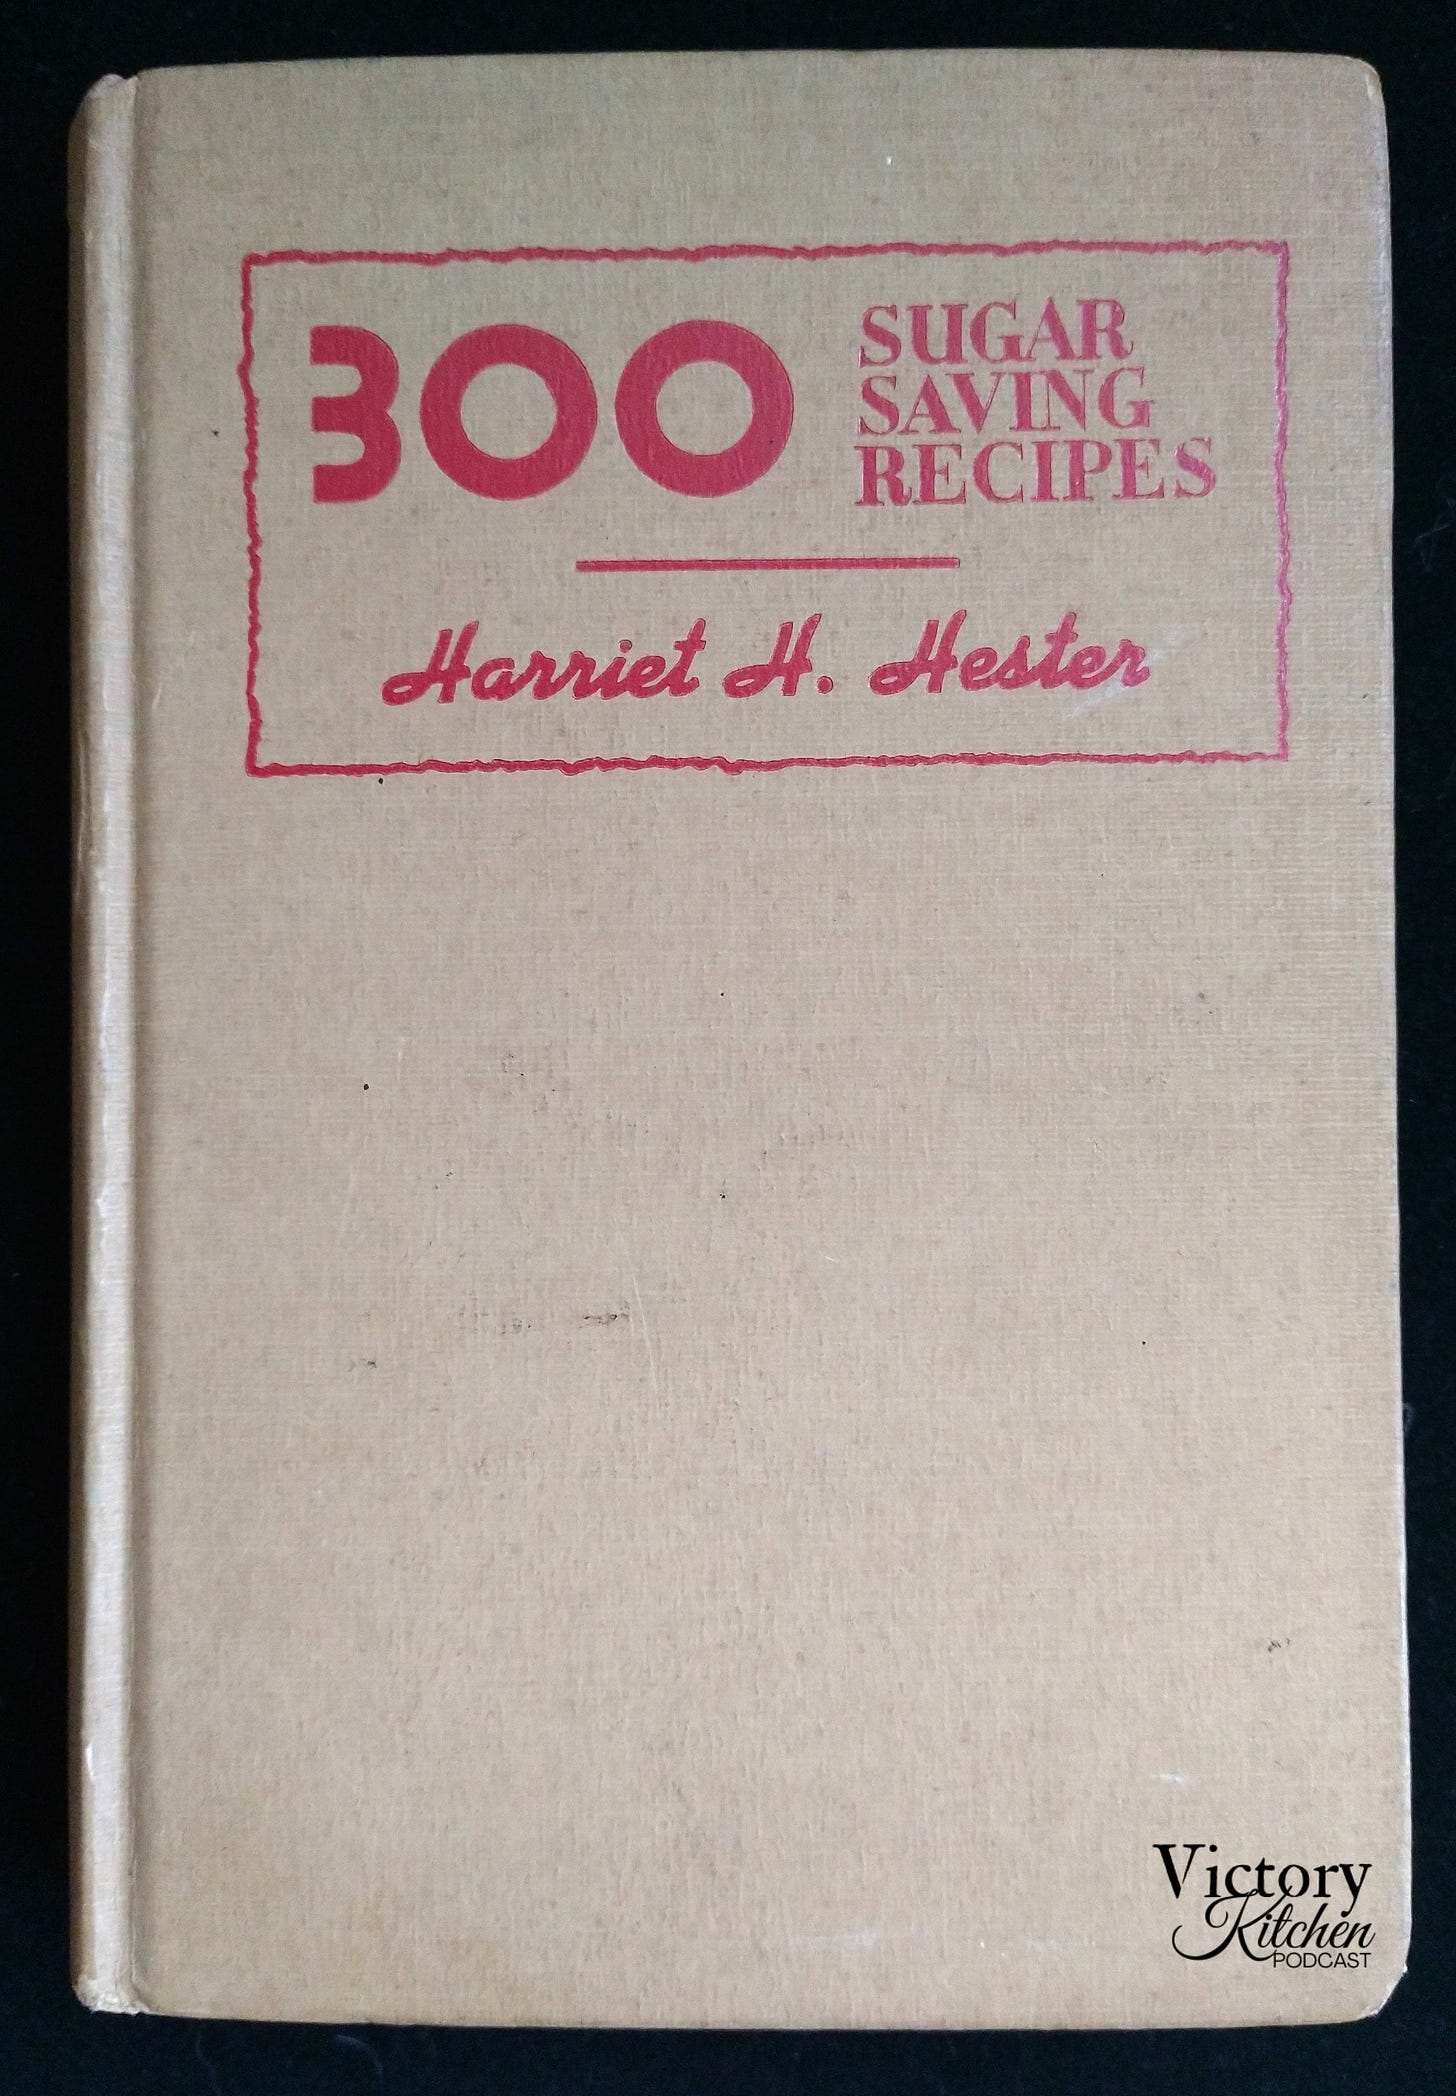 300 SUGAR
SAVING
RECIPES
Harriet H. Hester
Victory
Kitchen
PODCAST